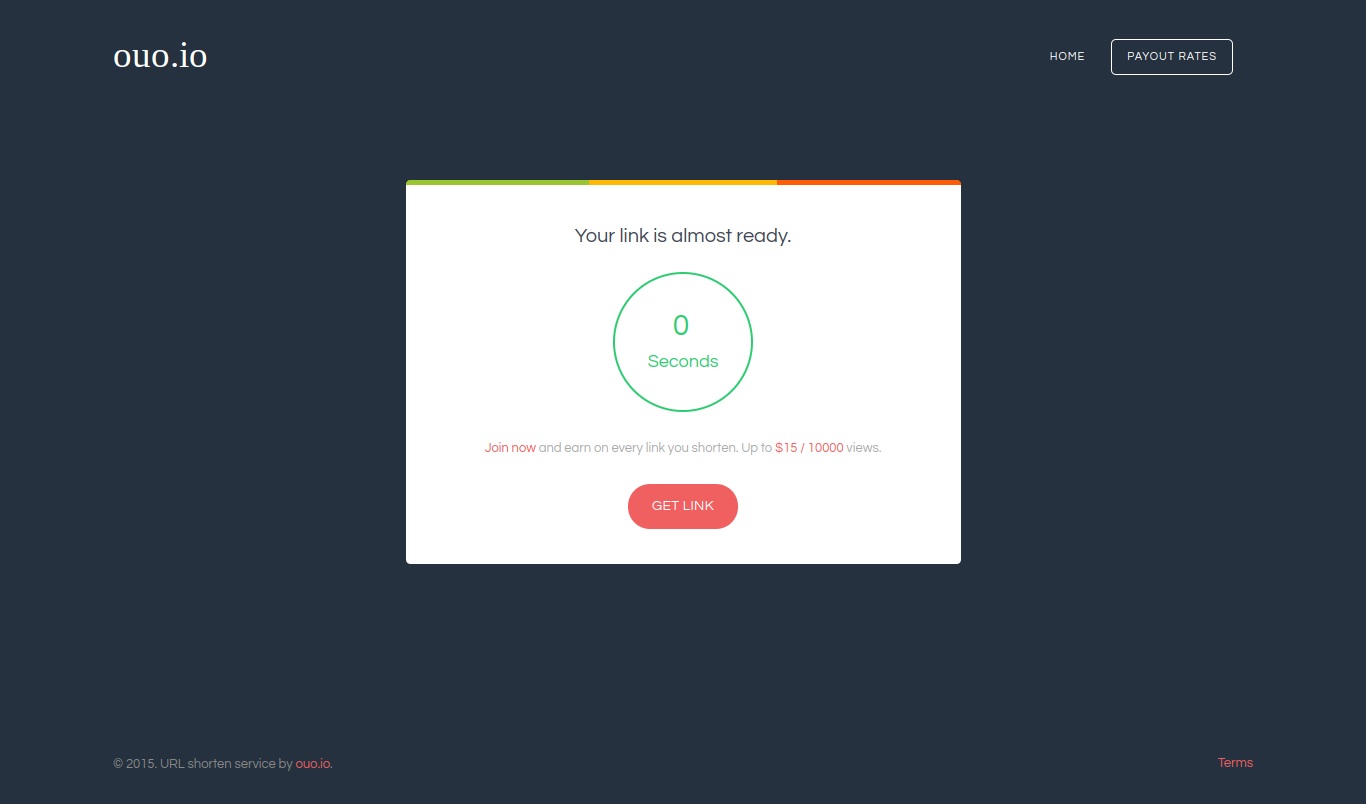 ouo.io
HOME
PAYOUT RATES
Your link is almost ready.
0
Seconds
Join now and earn on every link you shorten. Up to $15 / 10000 views.
GET LINK
© 2015. URL shorten service by ouo.io.
Terms